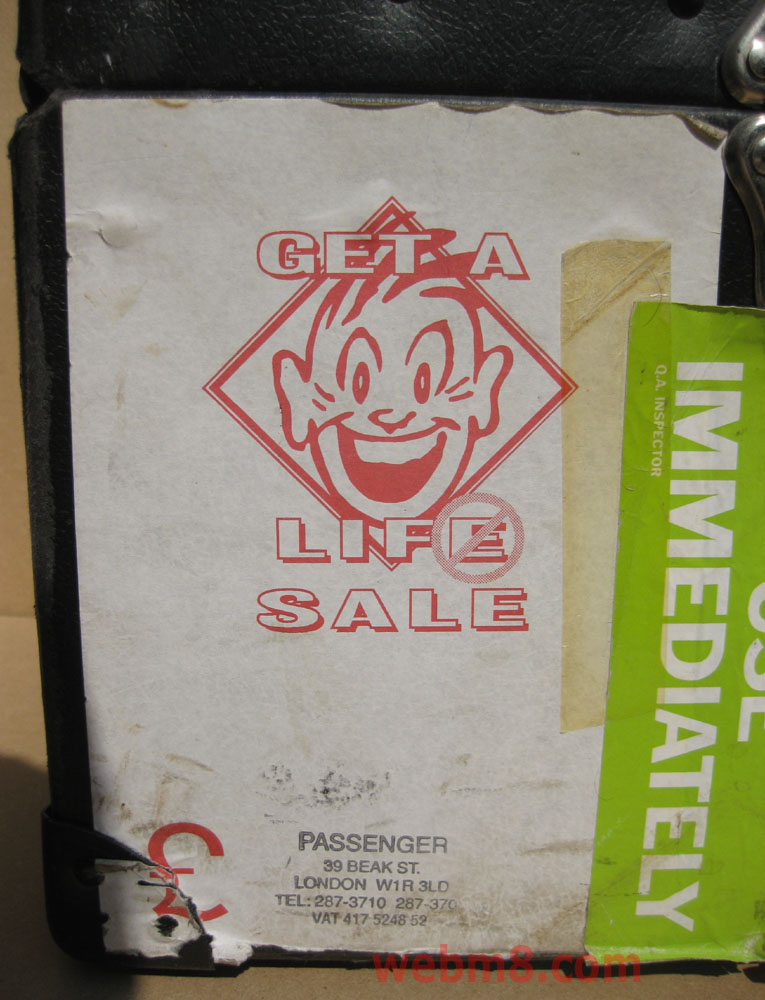 GET A
LIFE
SALE
£
PASSENGER
39 BEAK ST.
LONDON W1R 3LD
TEL: 287-3710 287-370
VAT 417 5248 52
USE
IMMEDIATELY
Q.A. INSPECTOR
webm8.com